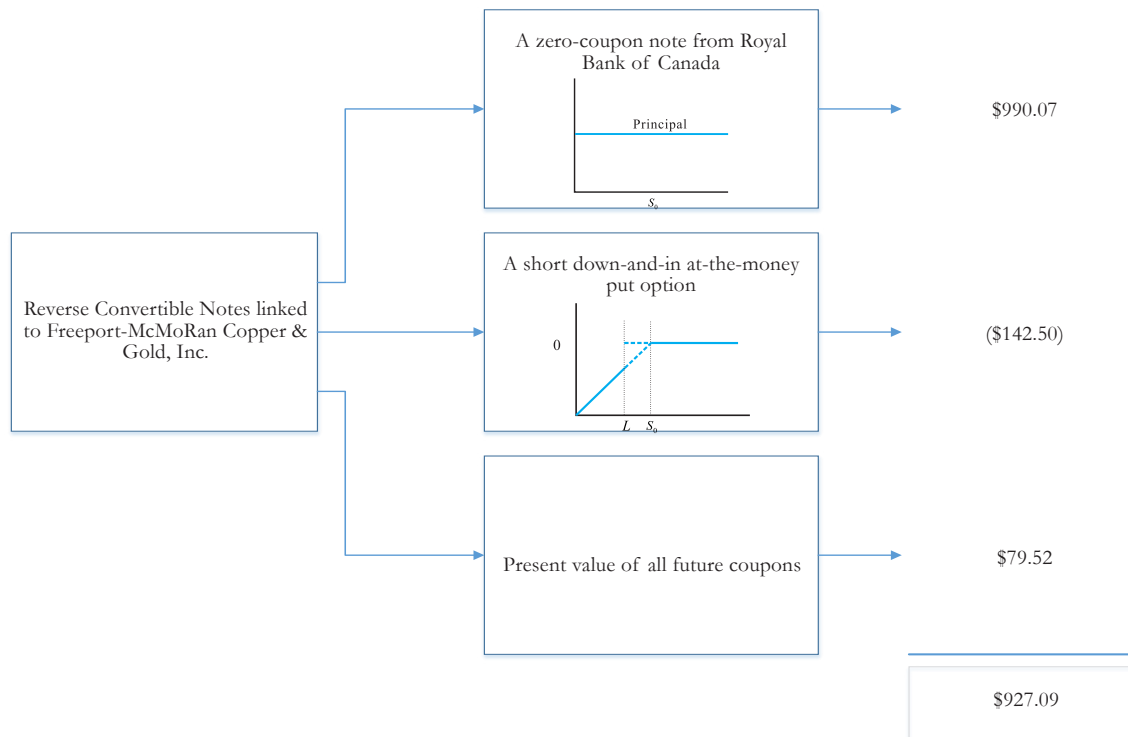 A zero-coupon note from Royal
Bank of Canada
Principal
S₀
$990.07
Reverse Convertible Notes linked
to Freeport-McMoRan Copper &
Gold, Inc.
A short down-and-in at-the-money
put option
0
L S₀
($142.50)
Present value of all future coupons
$79.52
$927.09